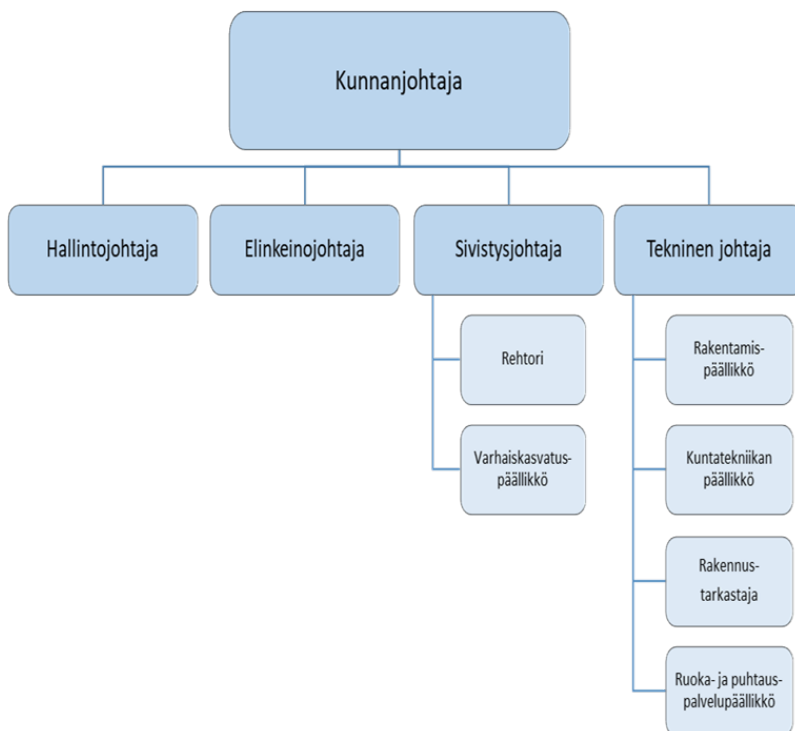 Kunnanjohtaja
Hallintojohtaja
Elinkeinojohtaja
Sivistysjohtaja
Tekninen johtaja
Rehtori
Varhaiskasvatus-
päällikkö
Rakentamis-
päällikkö
Kuntatekniikan
päällikkö
Rakennus-
tarkastaja
Ruoka- ja puhtaus-
palvelupäällikkö